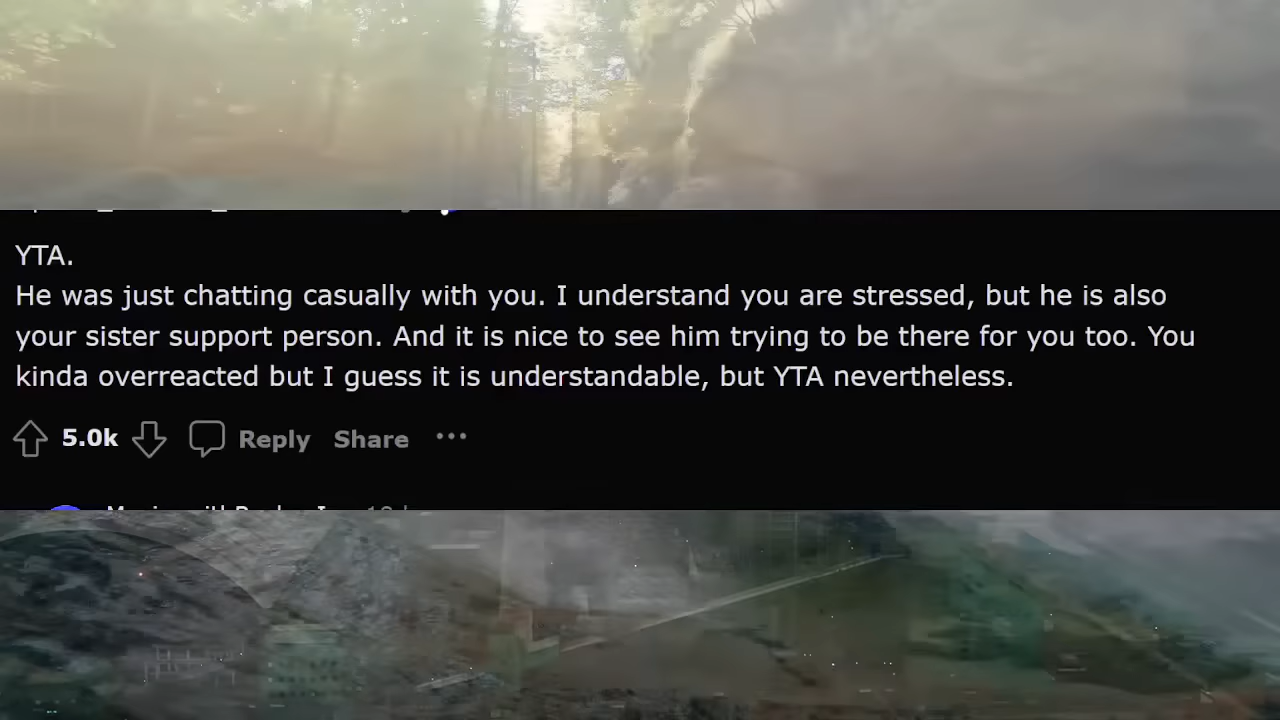 YTA.
He was just chatting casually with you. I understand you are stressed, but he is also
your sister support person. And it is nice to see him trying to be there for you too. You
kinda overreacted but I guess it is understandable, but YTA nevertheless.
5.0k Reply Share